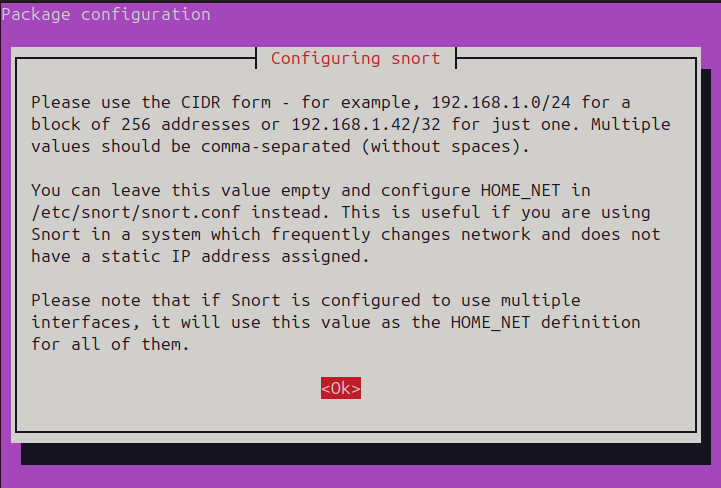 Package configuration
Configuring snort
Please use the CIDR form - for example, 192.168.1.0/24 for a
block of 256 addresses or 192.168.1.42/32 for just one. Multiple
values should be comma-separated (without spaces).
You can leave this value empty and configure HOME_NET in
/etc/snort/snort.conf instead. This is useful if you are using
Snort in a system which frequently changes network and does not
have a static IP address assigned.
Please note that if Snort is configured to use multiple
interfaces, it will use this value as the HOME_NET definition
for all of them.
<Ok>